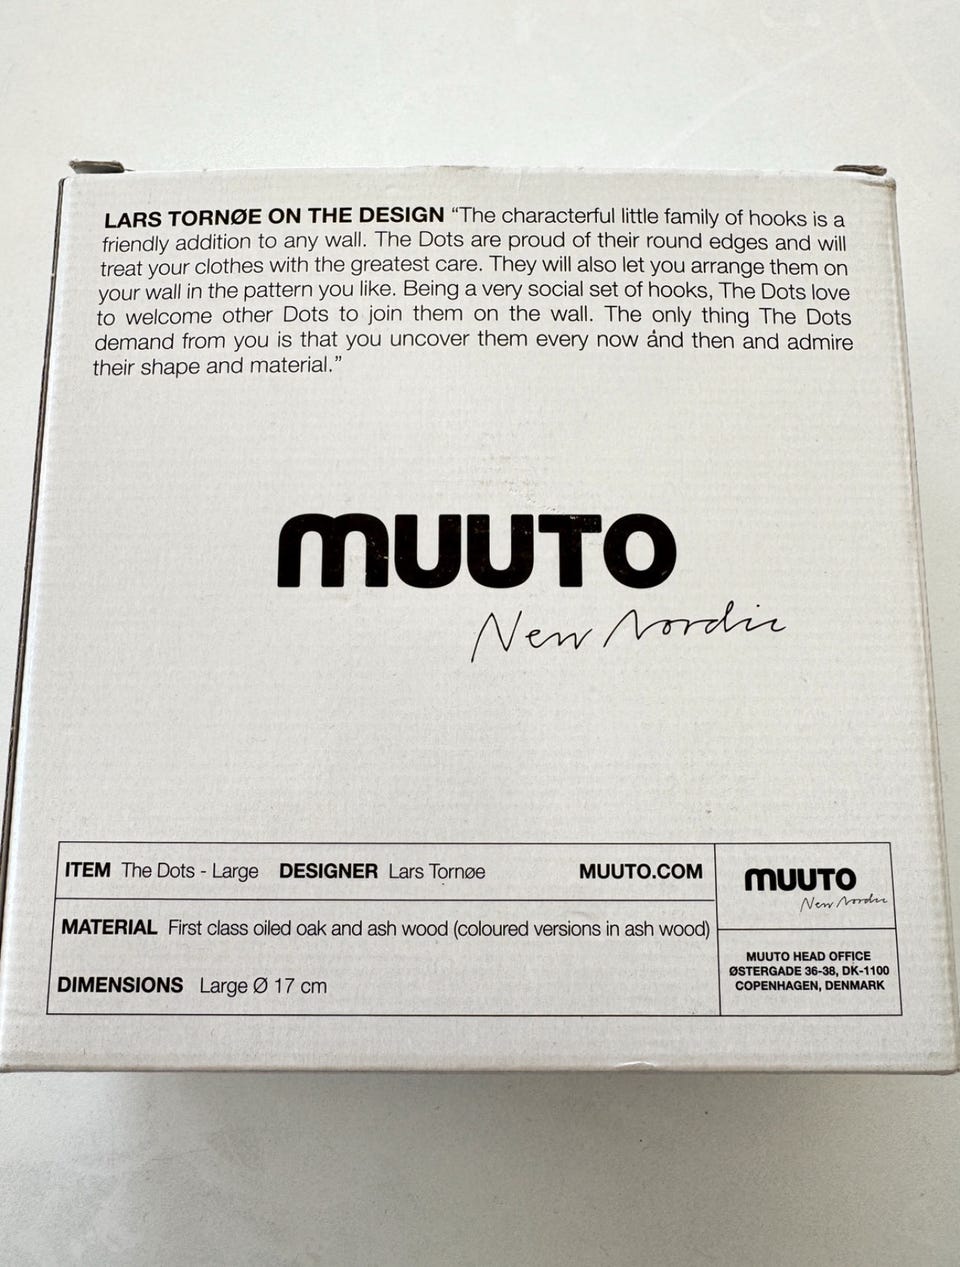 LARS TORNØE ON THE DESIGN “The characterful little family of hooks is a
friendly addition to any wall. The Dots are proud of their round edges and will
treat your clothes with the greatest care. They will also let you arrange them on
your wall in the pattern you like. Being a very social set of hooks, The Dots love
to welcome other Dots to join them on the wall. The only thing The Dots
demand from you is that you uncover them every now and then and admire
their shape and material.”
MUUTO
New Nordic
ITEM The Dots - Large DESIGNER Lars Tornøe MUUTO.COM
MATERIAL First class oiled oak and ash wood (coloured versions in ash wood)
DIMENSIONS Large Ø 17 cm
MUUTO
New Nordic
MUUTO HEAD OFFICE
ØSTERGADE 36-38, DK-1100
COPENHAGEN, DENMARK